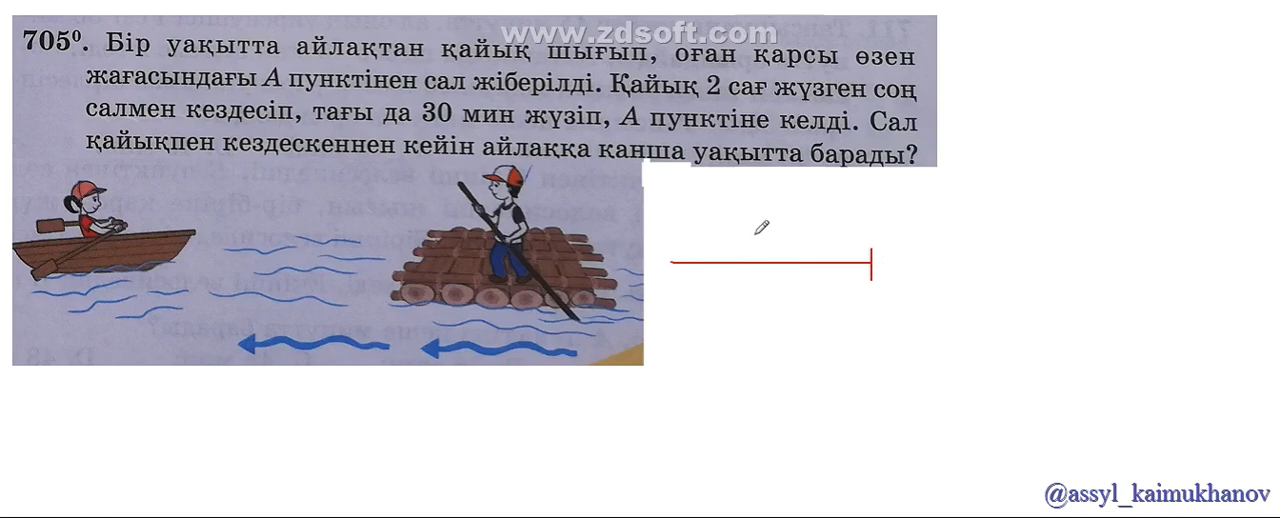 www.zdsoft.com
705⁰. Бір уақытта айлақтан қайық шығып, оған қарсы өзен
жағасындағы А пунктінен сал жіберілді. Қайық 2 сағ жүзген соң
салмен кездесіп, тағы да 30 мин жүзіп, А пунктіне келді. Сал
қайықпен кездескеннен кейін айлаққа қанша уақытта барады?
@assyl_kaimukhanov